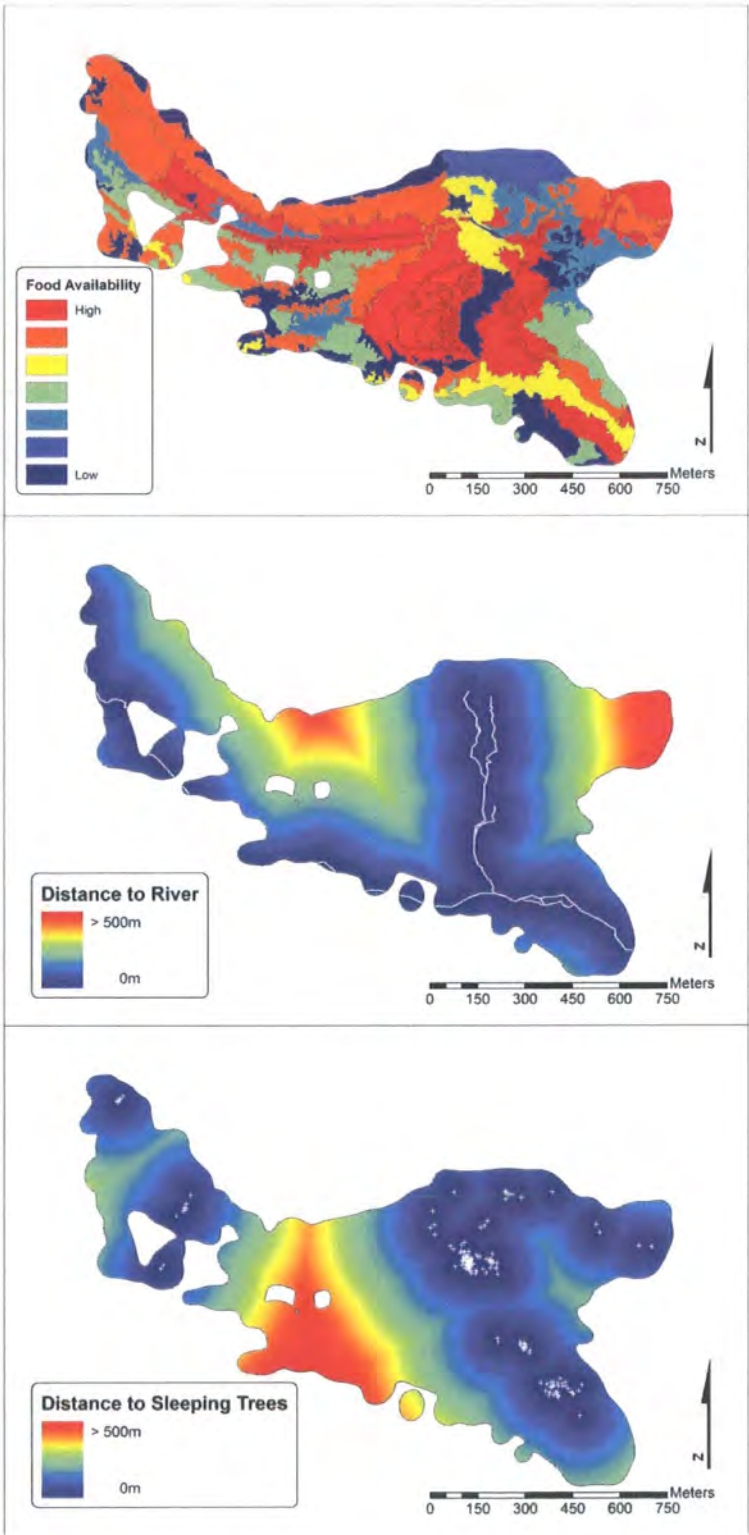 Food Availability
High
Low
N
Meters
0 150 300 450 600 750
Distance to River
> 500m
0m
N
Meters
0 150 300 450 600 750
Distance to Sleeping Trees
> 500m
0m
N
Meters
0 150 300 450 600 750